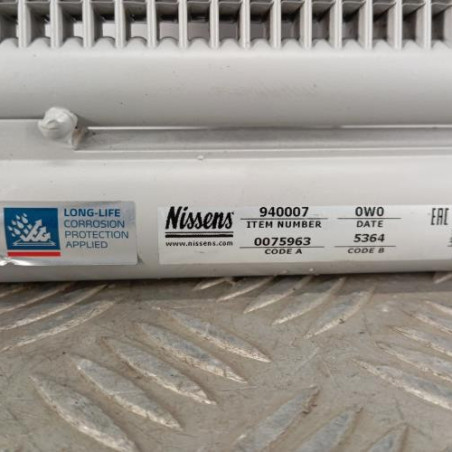 LONG-LIFE
CORROSION
PROTECTION
APPLIED
Nissens
www.nissens.com
940007
ITEM NUMBER
0075963
CODE A
0W0
DATE
5364
CODE B
EAC